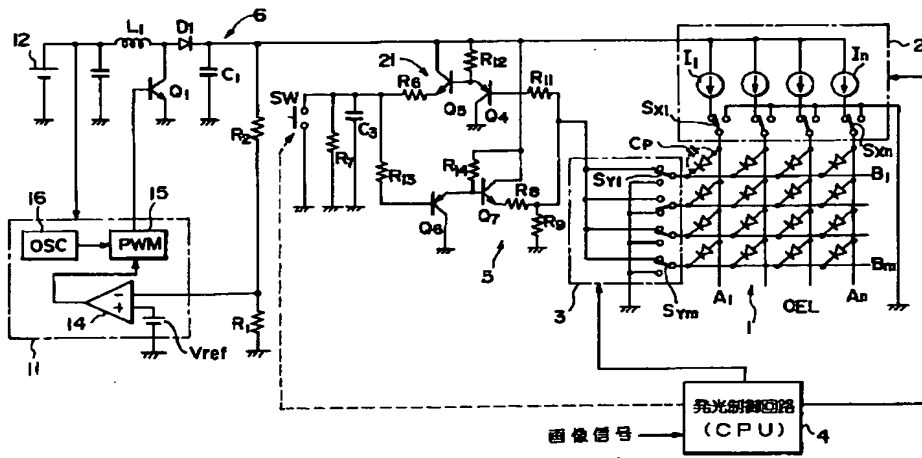 6
L1
D1
12
Q1
C1
R2
16
15
OSC
PWM
14
Vref
R1
11
SW
R7
C3
R6
21
R12
Q5
Q4
R11
R13
R14
Q6
Q7
R8
R9
5
I1
In
2
SX1
SXn
CP
SY1
SYm
3
B1
Bm
A1
An
1
OEL
発光制御回路
(CPU)
4
画像信号